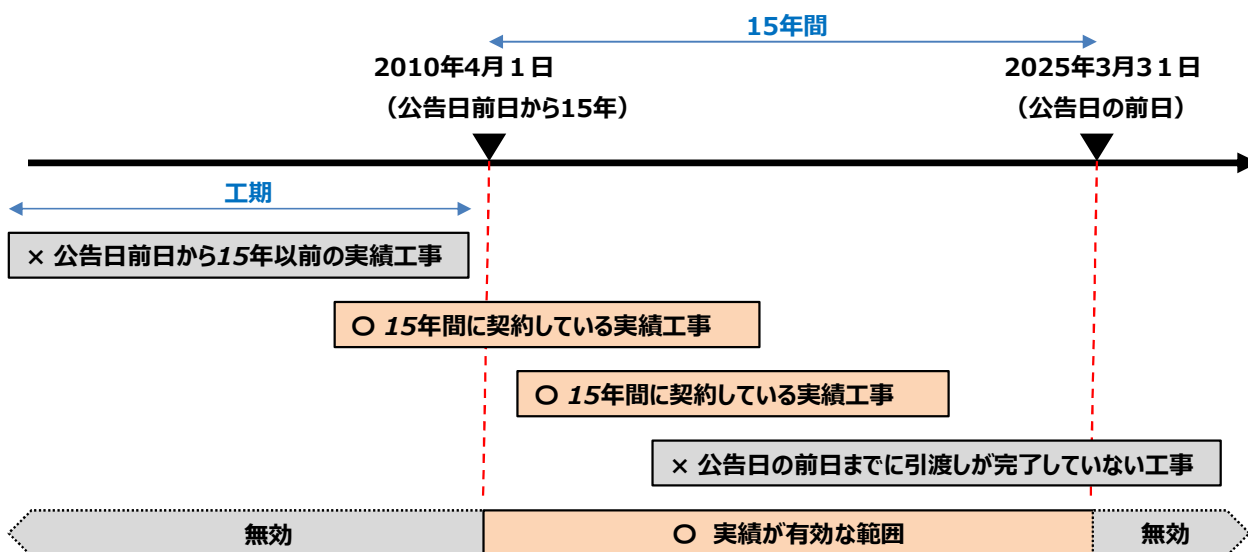 15年間
2010年4月１日
（公告日前日から15年）
2025年3月3１日
（公告日の前日）
工期
× 公告日前日から15年以前の実績工事
〇 15年間に契約している実績工事
〇 15年間に契約している実績工事
× 公告日の前日までに引渡しが完了していない工事
無効
〇 実績が有効な範囲
無効